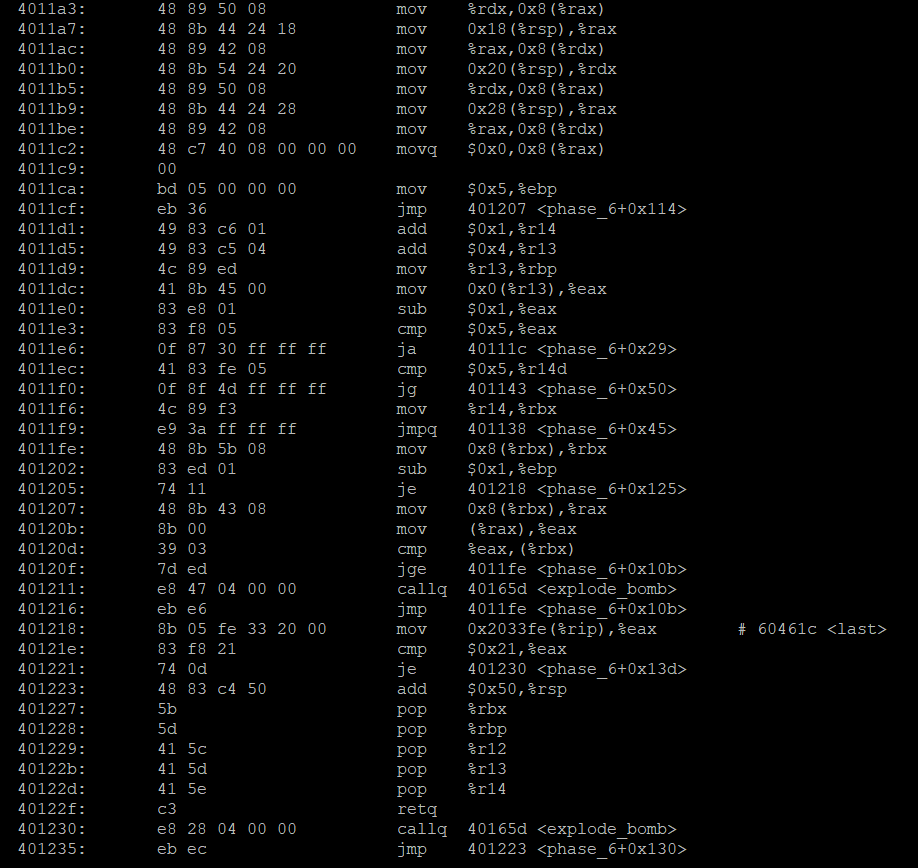 4011a3: 48 89 50 08 mov %rdx,0x8(%rax)
4011a7: 48 8b 44 24 18 mov 0x18(%rsp),%rax
4011ac: 48 89 42 08 mov %rax,0x8(%rdx)
4011b0: 48 8b 54 24 20 mov 0x20(%rsp),%rdx
4011b5: 48 89 50 08 mov %rdx,0x8(%rax)
4011b9: 48 8b 44 24 28 mov 0x28(%rsp),%rax
4011be: 48 89 42 08 mov %rax,0x8(%rdx)
4011c2: 48 c7 40 08 00 00 00 movq $0x0,0x8(%rax)
4011c9: 00
4011ca: bd 05 00 00 00 mov $0x5,%ebp
4011cf: eb 36 jmp 401207 <phase_6+0x114>
4011d1: 49 83 c6 01 add $0x1,%r14
4011d5: 49 83 c5 04 add $0x4,%r13
4011d9: 4c 89 ed mov %r13,%rbp
4011dc: 41 8b 45 00 mov 0x0(%r13),%eax
4011e0: 83 e8 01 sub $0x1,%eax
4011e3: 83 f8 05 cmp $0x5,%eax
4011e6: 0f 87 30 ff ff ff ja 40111c <phase_6+0x29>
4011ec: 41 83 fe 05 cmp $0x5,%r14d
4011f0: 0f 8f 4d ff ff ff jg 401143 <phase_6+0x50>
4011f6: 4c 89 f3 mov %r14,%rbx
4011f9: e9 3a ff ff ff jmpq 401138 <phase_6+0x45>
4011fe: 48 8b 5b 08 mov 0x8(%rbx),%rbx
401202: 83 ed 01 sub $0x1,%ebp
401205: 74 11 je 401218 <phase_6+0x125>
401207: 48 8b 43 08 mov 0x8(%rbx),%rax
40120b: 8b 00 mov (%rax),%eax
40120d: 39 03 cmp %eax,(%rbx)
40120f: 7d ed jge 4011fe <phase_6+0x10b>
401211: e8 47 04 00 00 callq 40165d <explode_bomb>
401216: eb e6 jmp 4011fe <phase_6+0x10b>
401218: 8b 05 fe 33 20 00 mov 0x2033fe(%rip),%eax # 60461c <last>
40121e: 83 f8 21 cmp $0x21,%eax
401221: 74 0d je 401230 <phase_6+0x13d>
401223: 48 83 c4 50 add $0x50,%rsp
401227: 5b pop %rbx
401228: 5d pop %rbp
401229: 41 5c pop %r12
40122b: 41 5d pop %r13
40122d: 41 5e pop %r14
40122f: c3 retq
401230: e8 28 04 00 00 callq 40165d <explode_bomb>
401235: eb ec jmp 401223 <phase_6+0x130>